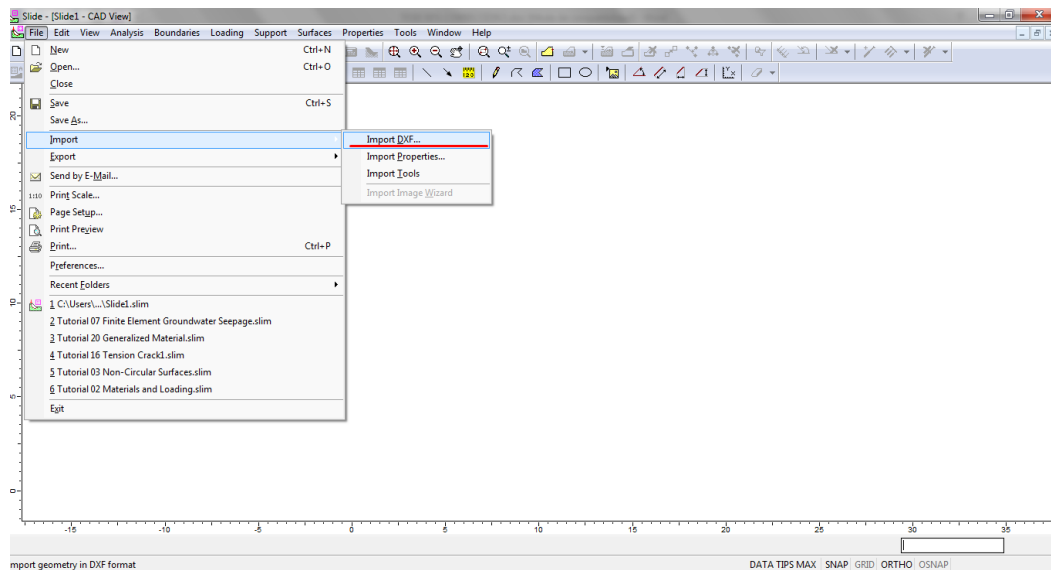 Slide - [Slide1 - CAD View]
File Edit View Analysis Boundaries Loading Support Surfaces Properties Tools Window Help
New Ctrl+N
Open... Ctrl+O
Close
Save Ctrl+S
Save As...
Import
Import DXF...
Export
Import Properties...
Import Tools
Send by E-Mail...
Import Image Wizard
1:10 Print Scale...
Page Setup...
Print Preview
Print... Ctrl+P
Preferences...
Recent Folders
1 C:\Users\...\Slide1.slim
2 Tutorial 07 Finite Element Groundwater Seepage.slim
3 Tutorial 20 Generalized Material.slim
4 Tutorial 16 Tension Crack1.slim
5 Tutorial 03 Non-Circular Surfaces.slim
6 Tutorial 02 Materials and Loading.slim
Exit
20
15
10
5
0
-15 -10 -5 0 5 10 15 20 25 30 35
mport geometry in DXF format
DATA TIPS MAX SNAP GRID ORTHO OSNAP